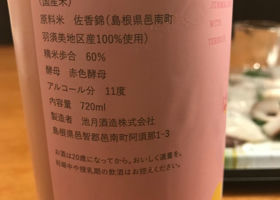 (国産米)
原料米　佐香錦(島根県邑南町
羽須美地区産100%使用)
精米歩合　60%
酵母　赤色酵母
アルコール分　11度
内容量　720ml
製造者　池月酒造株式会社
島根県邑智郡邑南町阿須那1-3
お酒は20歳になってから。おいしく適量を。
妊娠中や授乳期の飲酒はお控えください。
WITH